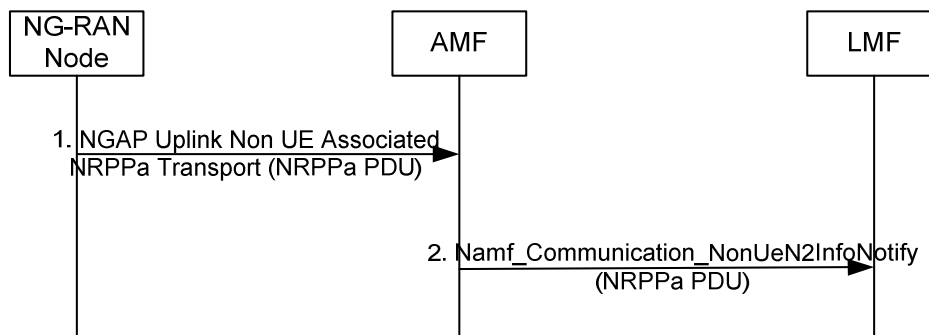 NG-RAN
Node
AMF
LMF
1. NGAP Uplink Non UE Associated
NRPPa Transport (NRPPa PDU)
2. Namf_Communication_NonUeN2InfoNotify
(NRPPa PDU)